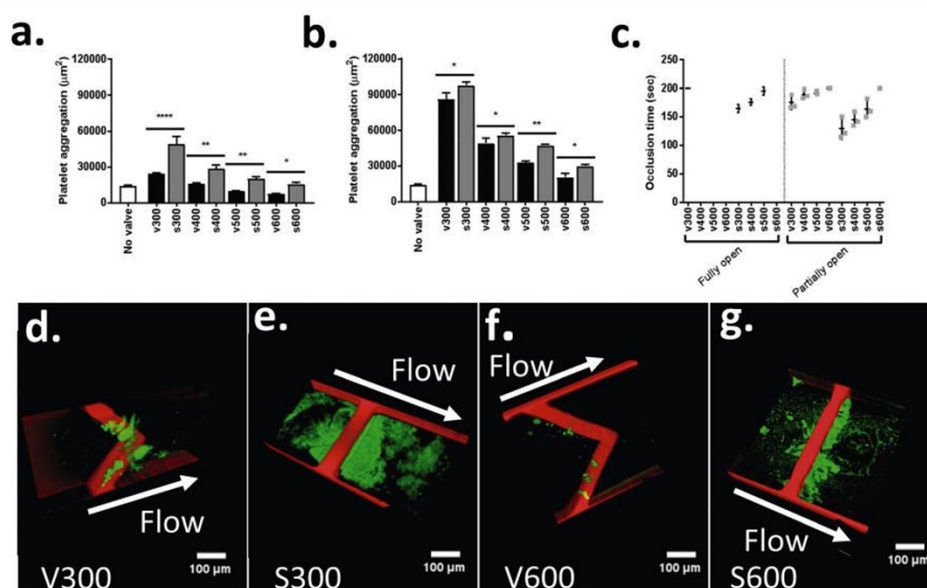 a.
Platelet aggregation (μm²)
120000
90000
60000
30000
0
****
**
**
*
No valve
v300
s300
v400
s400
v500
s500
v600
s600
b.
Platelet aggregation (μm²)
120000
90000
60000
30000
0
*
*
**
*
No valve
v300
s300
v400
s400
v500
s500
v600
s600
c.
Occlusion time (sec)
250
200
150
100
50
0
v300
v400
v500
v600
s300
s400
s500
s600
v300
v400
v500
v600
s300
s400
s500
s600
Fully open
Partially open
d.
Flow
V300
100 μm
e.
Flow
S300
100 μm
f.
Flow
V600
100 μm
g.
Flow
S600
100 μm